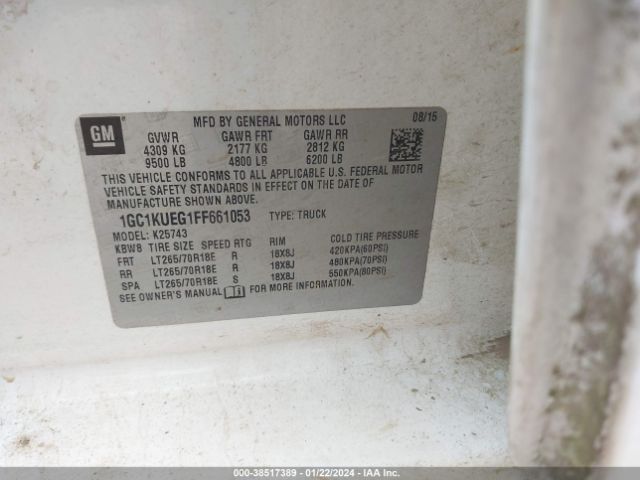 GM
MFD BY GENERAL MOTORS LLC 08/15
GVWR GAWR FRT GAWR RR
4309 KG 2177 KG 2812 KG
9500 LB 4800 LB 6200 LB
THIS VEHICLE CONFORMS TO ALL APPLICABLE U.S. FEDERAL MOTOR
VEHICLE SAFETY STANDARDS IN EFFECT ON THE DATE OF
MANUFACTURE SHOWN ABOVE.
1GC1KUEG1FF661053 TYPE: TRUCK
MODEL: K25743
KBW8 TIRE SIZE SPEED RTG RIM COLD TIRE PRESSURE
FRT LT265/70R18E R 18X8J 420KPA(60PSI)
RR LT265/70R18E R 18X8J 480KPA(70PSI)
SPA LT265/70R18E S 18X8J 550KPA(80PSI)
SEE OWNER'S MANUAL FOR MORE INFORMATION.
000-38517389 - 01/22/2024 - IAA Inc.